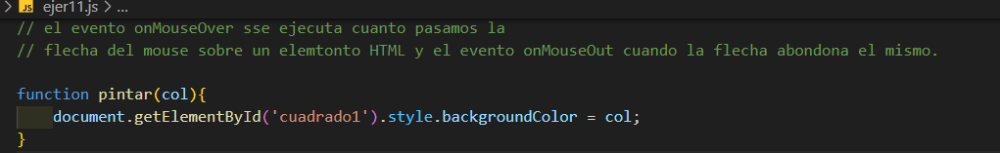 JS ejer11.js > ...
// el evento onMouseOver sse ejecuta cuanto pasamos la
// flecha del mouse sobre un elemtonto HTML y el evento onMouseOut cuando la flecha abondona el mismo.
function pintar(col){
document.getElementById('cuadrado1').style.backgroundColor = col;
}